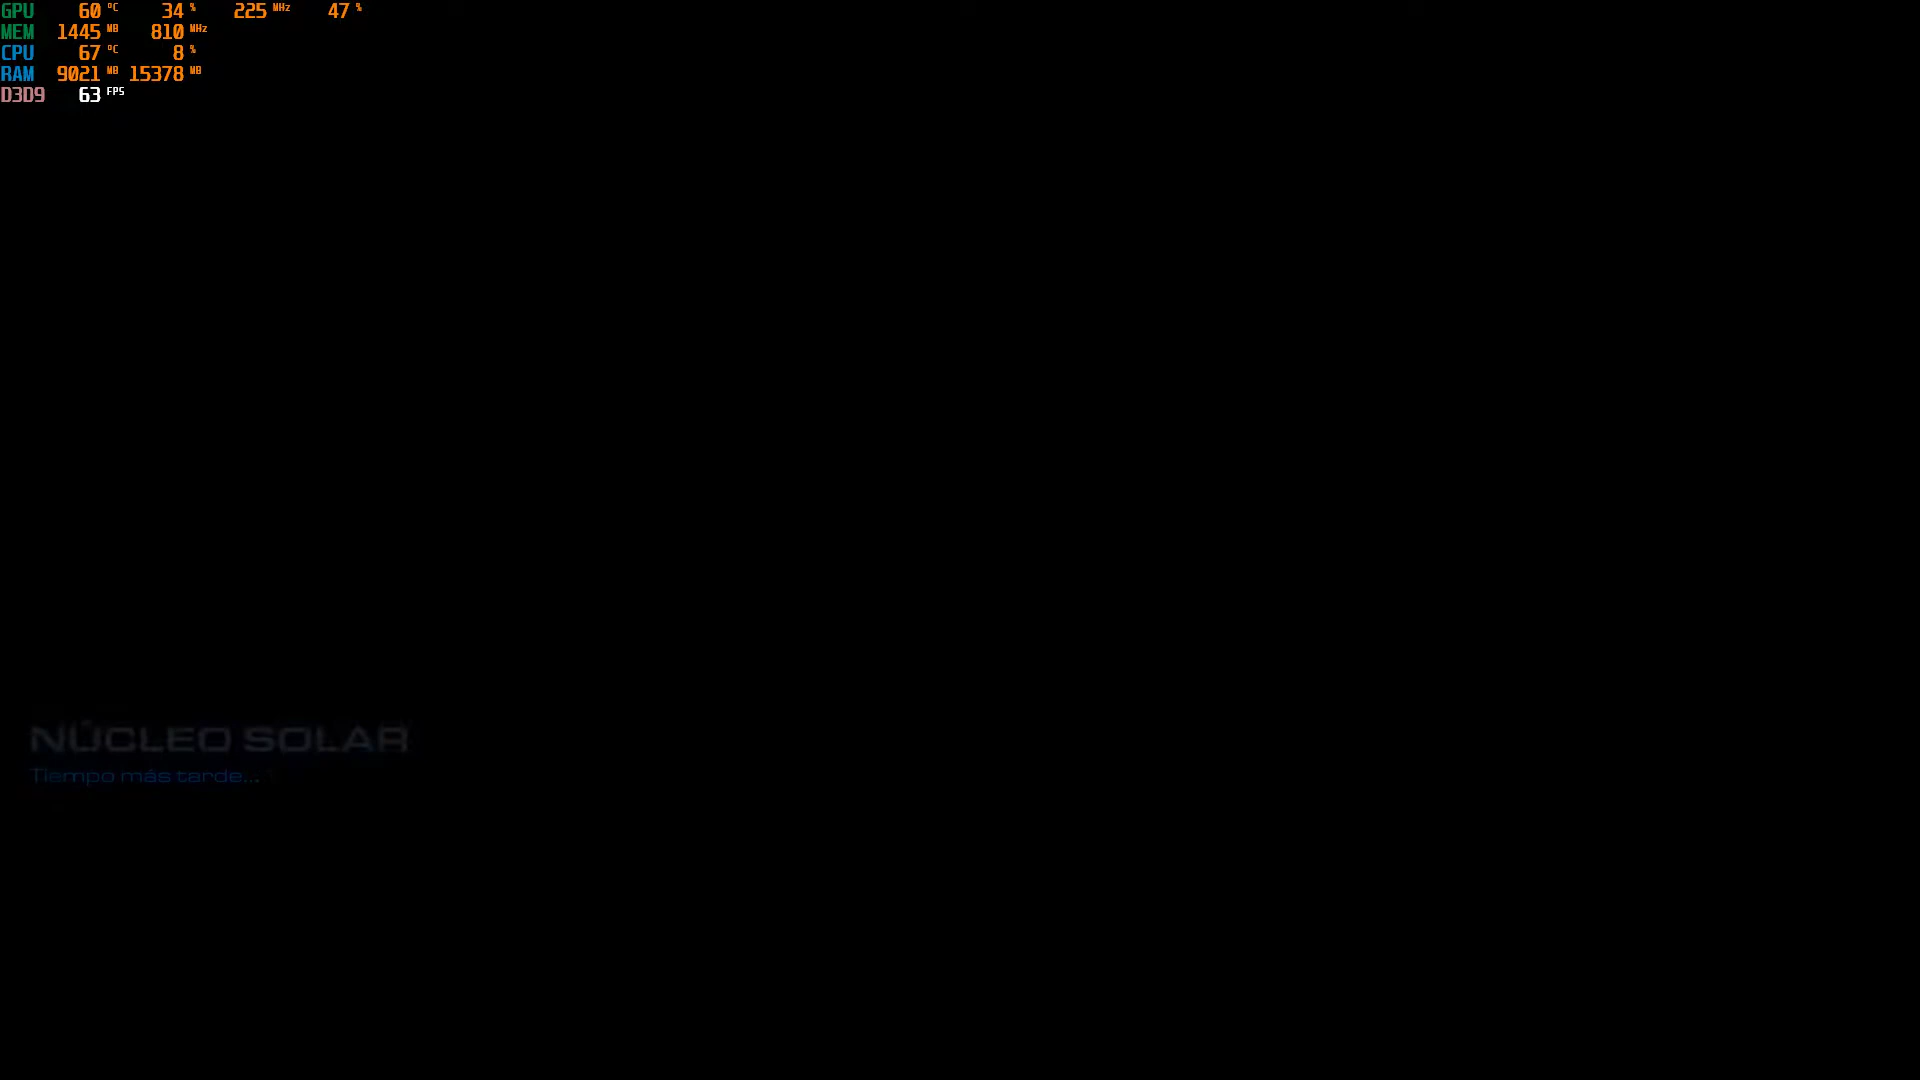 GPU 60 °C 34 % 225 MHz 47 %
MEM 1445 MB 810 MHz
CPU 67 °C 8 %
RAM 9021 MB 15378 MB
D3D9 63 FPS
NÚCLEO SOLAR
Tiempo más tarde...